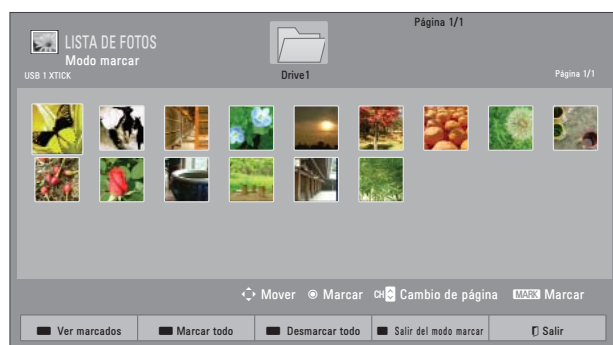 Página 1/1
LISTA DE FOTOS
Modo marcar
USB 1 XTICK
Drive1
Página 1/1
Mover Marcar CH Cambio de página MARK Marcar
Ver marcados Marcar todo Desmarcar todo Salir del modo marcar Salir